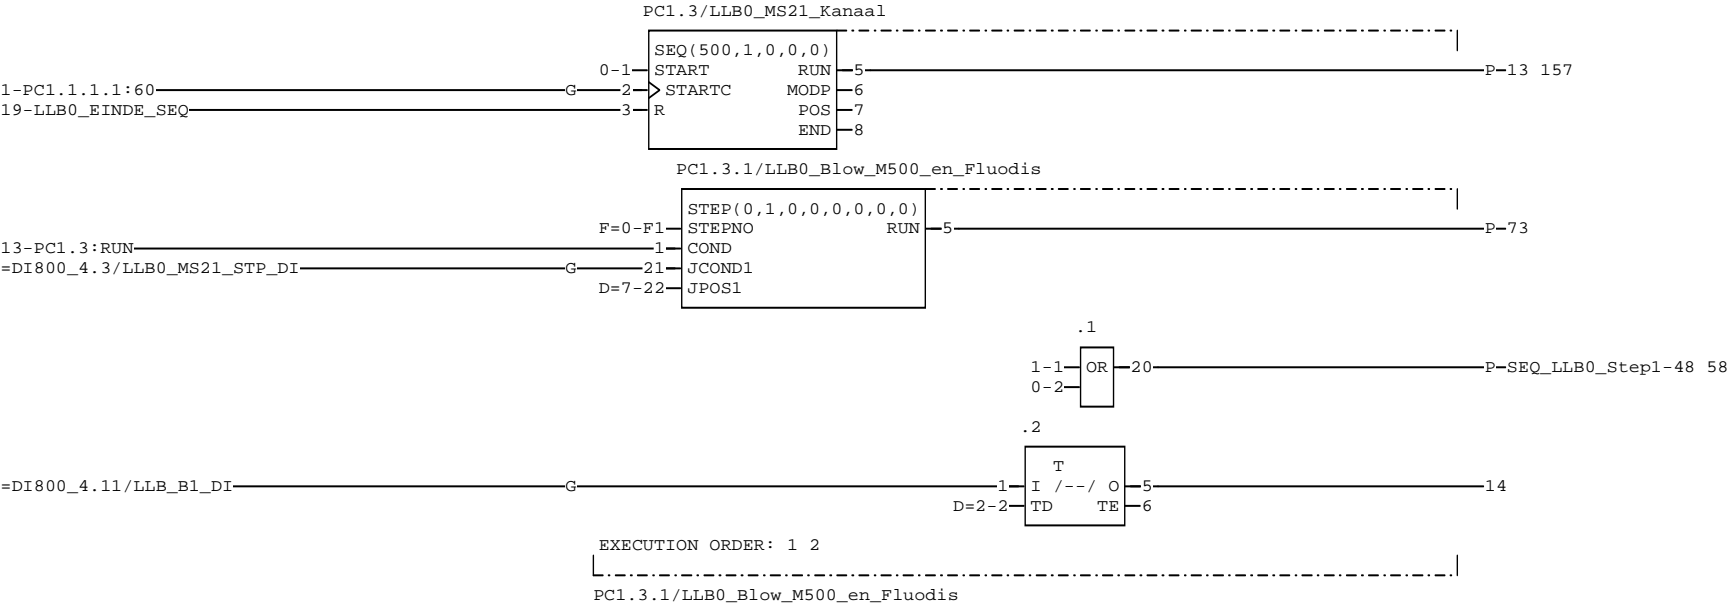 PC1.3/LLB0_MS21_Kanaal
SEQ(500,1,0,0,0)
0-1 START RUN 5 P-13 157
1-PC1.1.1.1:60 G 2 STARTC MODP 6
19-LLB0_EINDE_SEQ 3 R POS 7
END 8
PC1.3.1/LLB0_Blow_M500_en_Fluodis
STEP(0,1,0,0,0,0,0,0)
F=0-F1 STEPNO RUN 5 P-73
13-PC1.3:RUN 1 COND
=DI800_4.3/LLB0_MS21_STP_DI G 21 JCOND1
D=7-22 JPOS1
.1
1-1 OR 20 P-SEQ_LLB0_Step1-48 58
0-2
.2
T
=DI800_4.11/LLB_B1_DI G 1 I /--/ O 5 14
D=2-2 TD TE 6
EXECUTION ORDER: 1 2
PC1.3.1/LLB0_Blow_M500_en_Fluodis